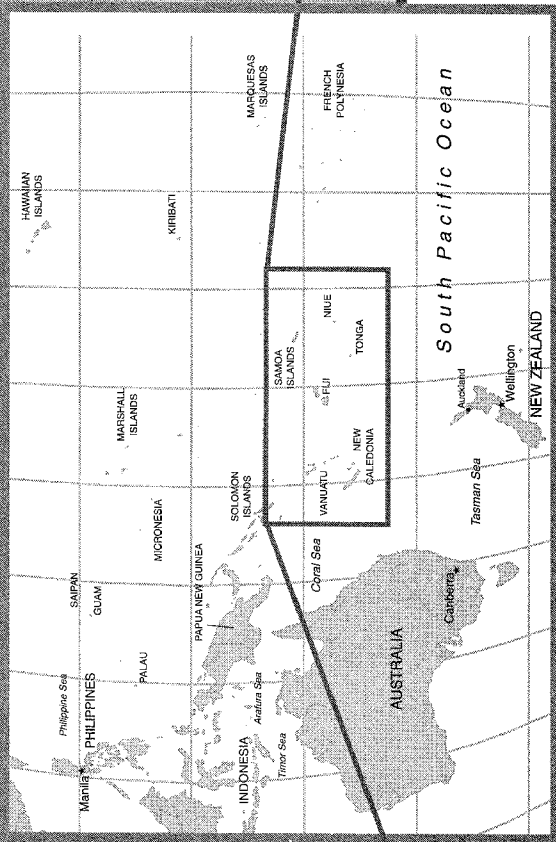 HAWAIIAN
ISLANDS
MARQUESAS
ISLANDS
FRENCH
POLYNESIA
KIRIBATI
South Pacific Ocean
MARSHALL
ISLANDS
SAMOA
ISLANDS
NIUE
TONGA
FIJI
VANUATU
NEW
CALEDONIA
SOLOMON
ISLANDS
MICRONESIA
Auckland
Wellington
NEW ZEALAND
Tasman Sea
SAIPAN
GUAM
PAPUA NEW GUINEA
Coral Sea
Canberra
AUSTRALIA
PALAU
Philippine Sea
PHILIPPINES
Manila
Arafura Sea
Timor Sea
INDONESIA